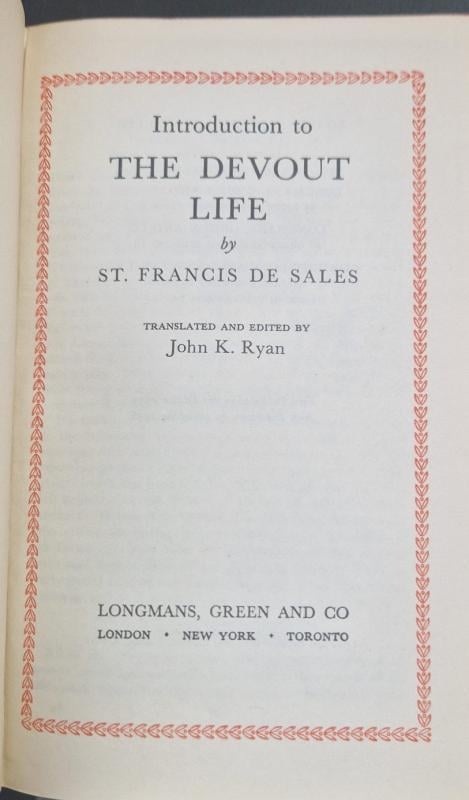 Introduction to
THE DEVOUT
LIFE
by
ST. FRANCIS DE SALES
TRANSLATED AND EDITED BY
John K. Ryan
LONGMANS, GREEN AND CO
LONDON • NEW YORK • TORONTO